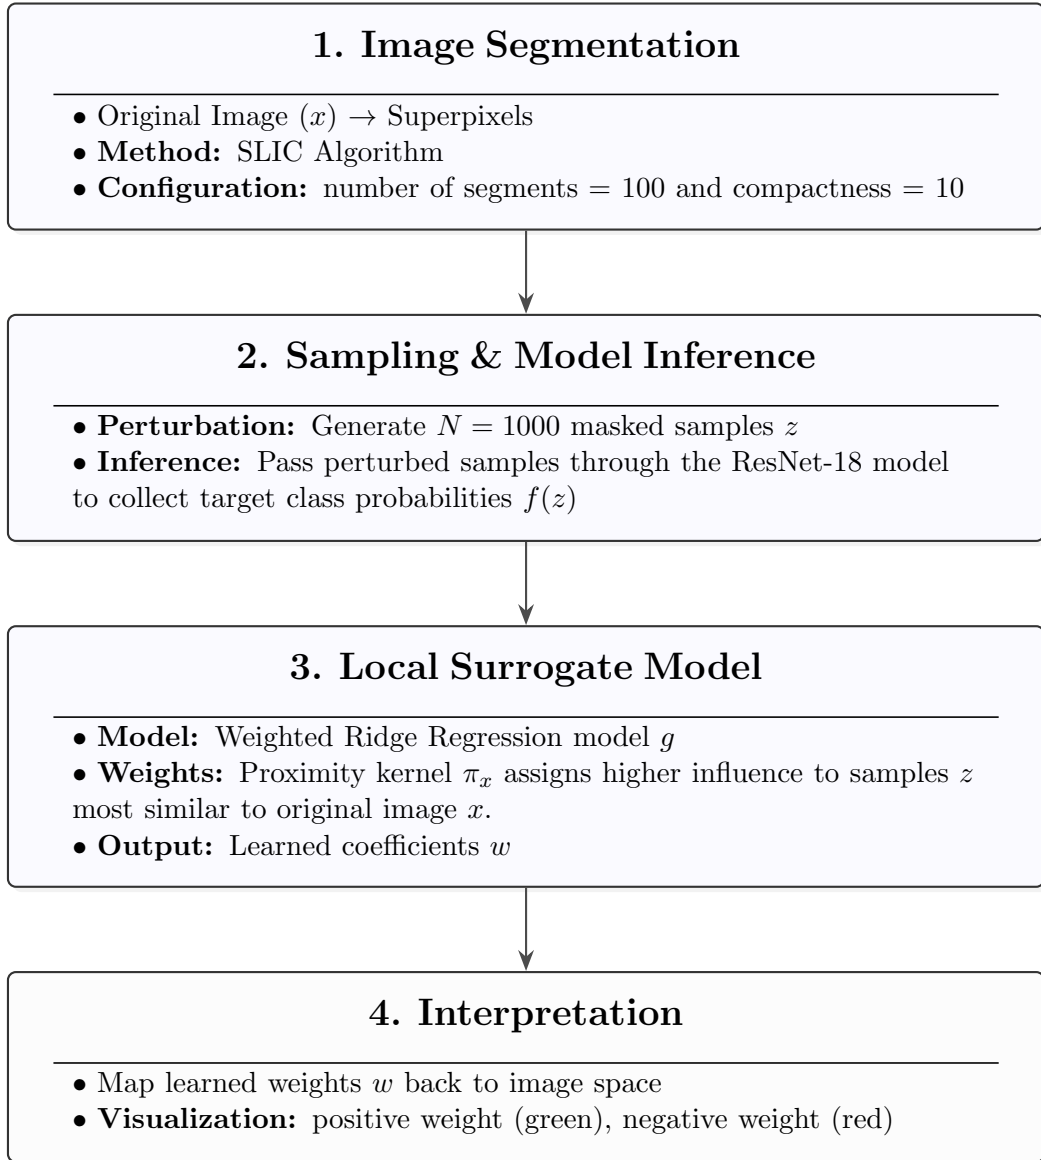 1. Image Segmentation
• Original Image (x) → Superpixels
• Method: SLIC Algorithm
• Configuration: number of segments = 100 and compactness = 10
2. Sampling & Model Inference
• Perturbation: Generate N = 1000 masked samples z
• Inference: Pass perturbed samples through the ResNet-18 model
to collect target class probabilities f(z)
3. Local Surrogate Model
• Model: Weighted Ridge Regression model g
• Weights: Proximity kernel πₓ assigns higher influence to samples z
most similar to original image x.
• Output: Learned coefficients w
4. Interpretation
• Map learned weights w back to image space
• Visualization: positive weight (green), negative weight (red)